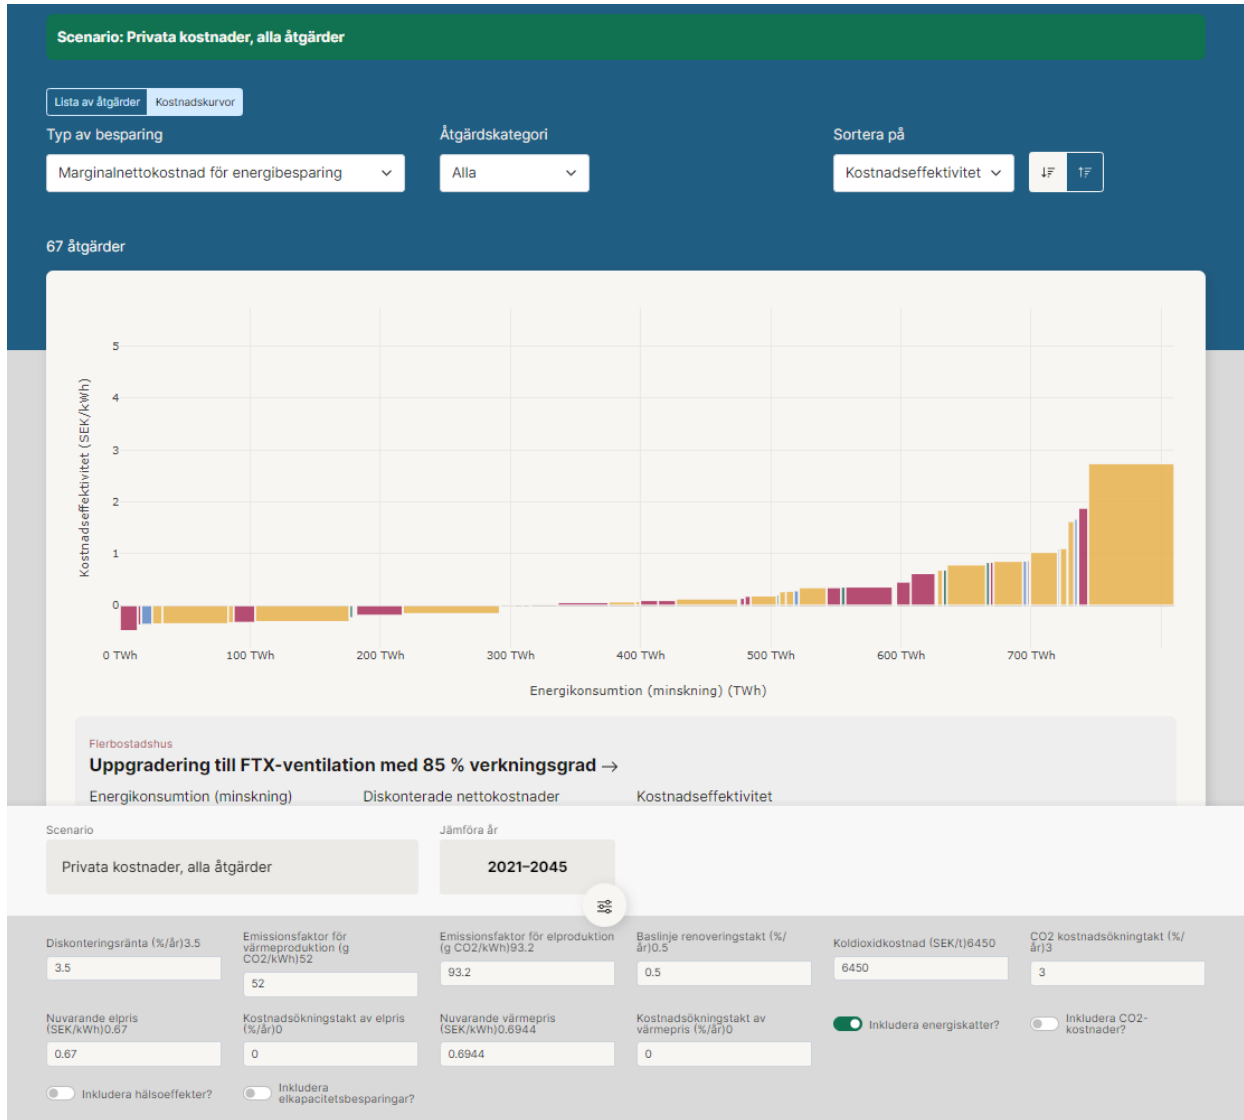 Scenario: Privata kostnader, alla åtgärder
Lista av åtgärder
Kostnadskurvor
Typ av besparing
Åtgärdskategori
Sortera på
Marginalnettokostnad för energibesparing
Alla
Kostnadseffektivitet
67 åtgärder
Kostnadseffektivitet (SEK/kWh)
5
4
3
2
1
0
0 TWh
100 TWh
200 TWh
300 TWh
400 TWh
500 TWh
600 TWh
700 TWh
Energikonsumtion (minskning) (TWh)
Flerbostadshus
Uppgradering till FTX-ventilation med 85 % verkningsgrad →
Energikonsumtion (minskning)
Diskonterade nettokostnader
Kostnadseffektivitet
Scenario
Jämföra år
Privata kostnader, alla åtgärder
2021–2045
Diskonteringsränta (%/år)3.5
3.5
Emissionsfaktor för
värmeproduktion (g
CO2/kWh)52
52
Emissionsfaktor för elproduktion
(g CO2/kWh)93.2
93.2
Baslinje renoveringstakt (%/
år)0.5
0.5
Koldioxidkostnad (SEK/t)6450
6450
CO2 kostnadsökningtakt (%/
år)3
3
Nuvarande elpris
(SEK/kWh)0.67
0.67
Kostnadsökningstakt av elpris
(%/år)0
0
Nuvarande värmepris
(SEK/kWh)0.6944
0.6944
Kostnadsökningstakt av
värmepris (%/år)0
0
Inkludera energiskatter?
Inkludera CO2-
kostnader?
Inkludera hälsoeffekter?
Inkludera
elkapacitetsbesparingar?